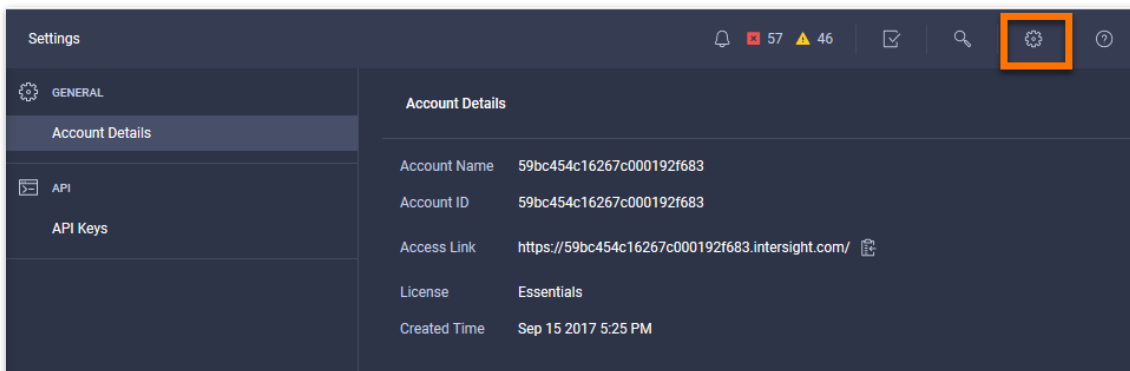 Settings
57 46
GENERAL
Account Details
API
API Keys
Account Details
Account Name 59bc454c16267c000192f683
Account ID 59bc454c16267c000192f683
Access Link https://59bc454c16267c000192f683.intersight.com/
License Essentials
Created Time Sep 15 2017 5:25 PM